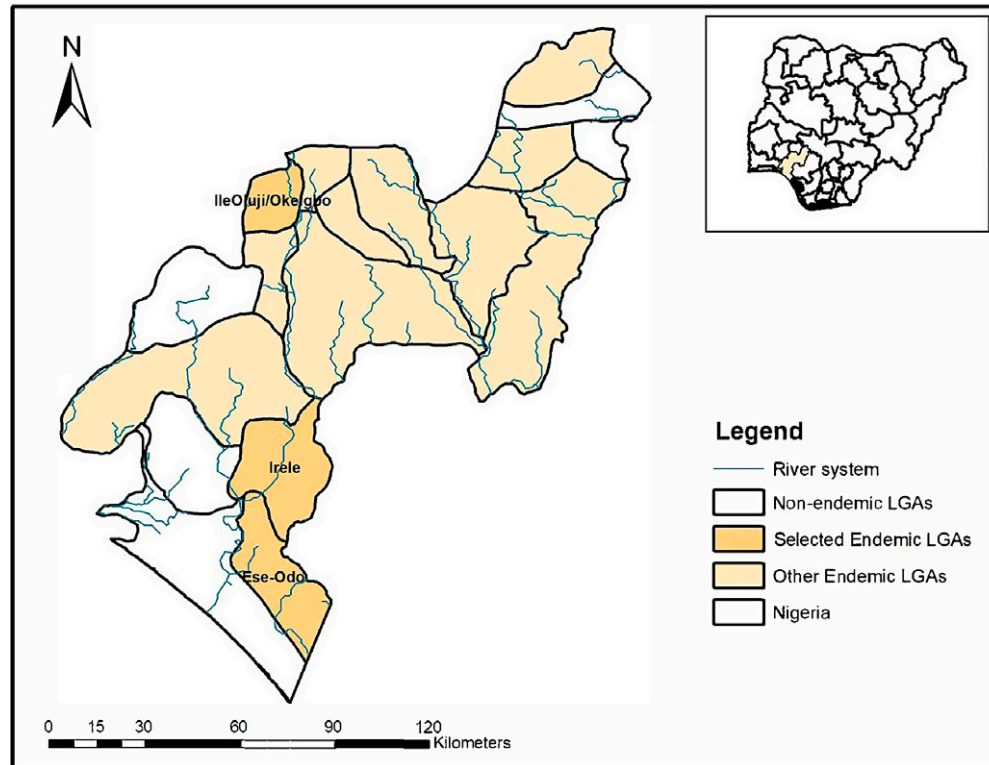 N
IleOluji/Okeigbo
Irele
Ese-Odo
Legend
River system
Non-endemic LGAs
Selected Endemic LGAs
Other Endemic LGAs
Nigeria
0 15 30 60 90 120
Kilometers